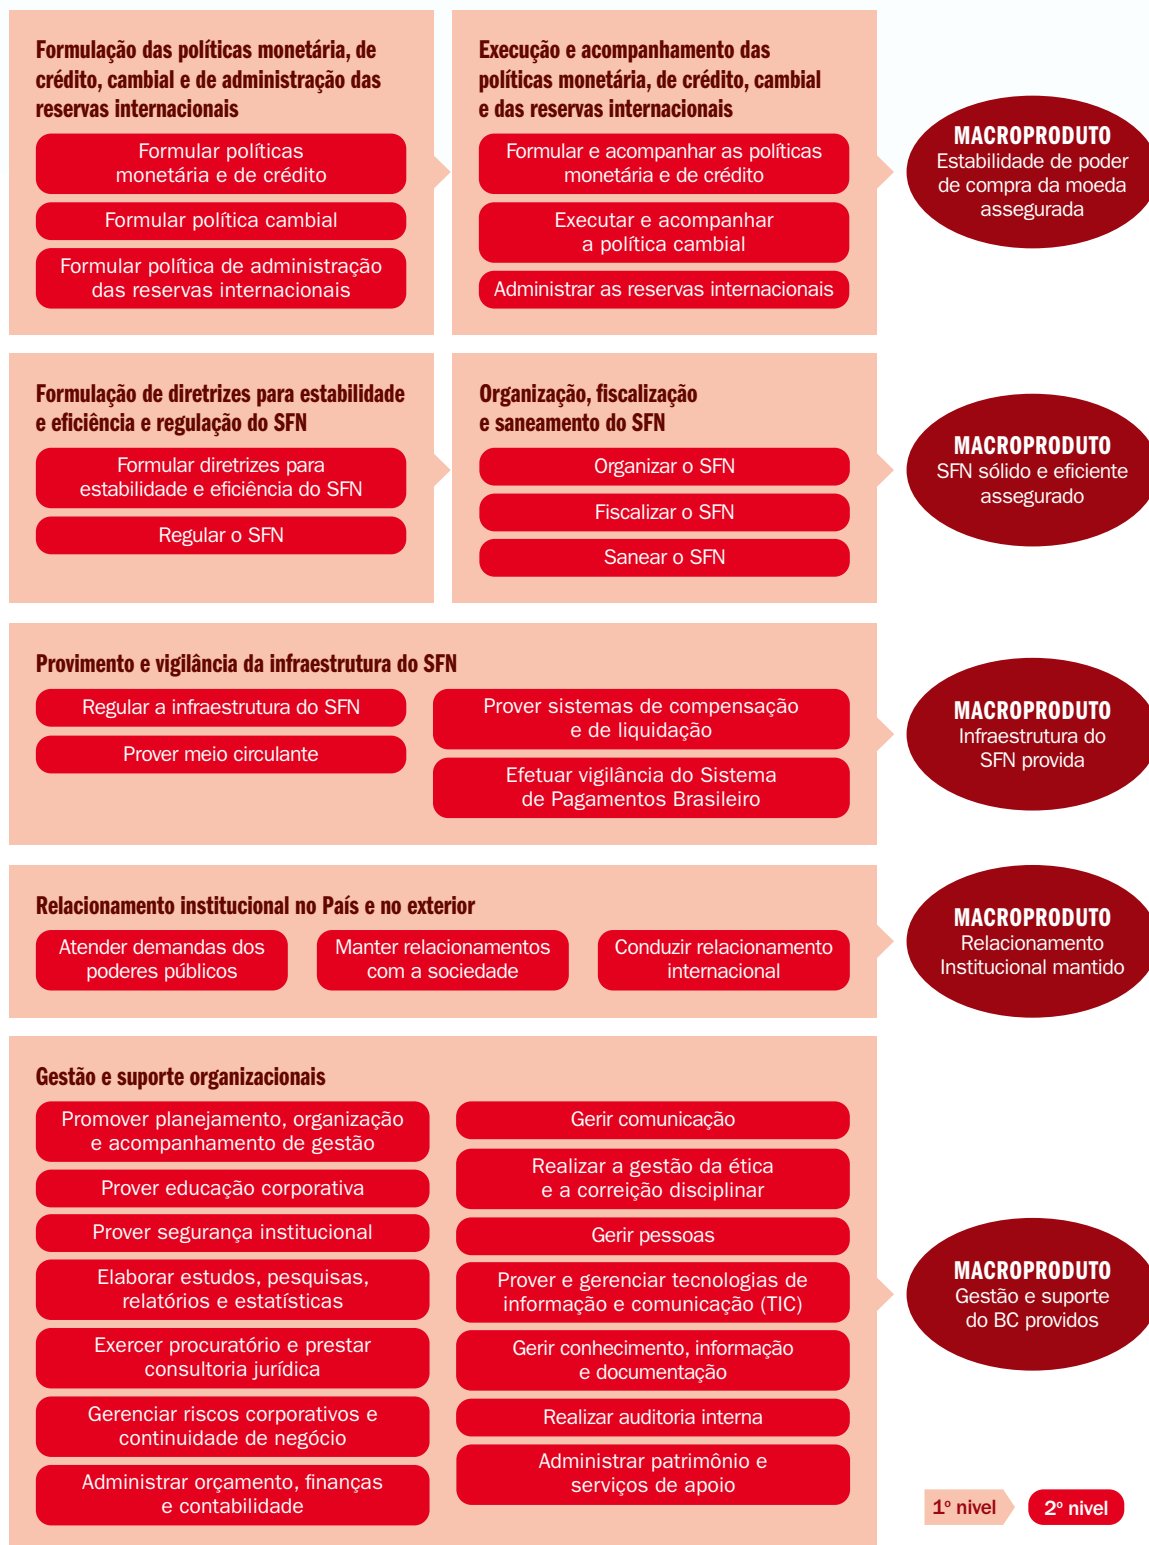 Formulação das políticas monetária, de
crédito, cambial e de administração das
reservas internacionais
Formular políticas
monetária e de crédito
Formular política cambial
Formular política de administração
das reservas internacionais
Execução e acompanhamento das
políticas monetária, de crédito, cambial
e das reservas internacionais
Formular e acompanhar as políticas
monetária e de crédito
Executar e acompanhar
a política cambial
Administrar as reservas internacionais
MACROPRODUTO
Estabilidade de poder
de compra da moeda
assegurada
Formulação de diretrizes para estabilidade
e eficiência e regulação do SFN
Formular diretrizes para
estabilidade e eficiência do SFN
Regular o SFN
Organização, fiscalização
e saneamento do SFN
Organizar o SFN
Fiscalizar o SFN
Sanear o SFN
MACROPRODUTO
SFN sólido e eficiente
assegurado
Provimento e vigilância da infraestrutura do SFN
Regular a infraestrutura do SFN
Prover meio circulante
Prover sistemas de compensação
e de liquidação
Efetuar vigilância do Sistema
de Pagamentos Brasileiro
MACROPRODUTO
Infraestrutura do
SFN provida
Relacionamento institucional no País e no exterior
Atender demandas dos
poderes públicos
Manter relacionamentos
com a sociedade
Conduzir relacionamento
internacional
MACROPRODUTO
Relacionamento
Institucional mantido
Gestão e suporte organizacionais
Promover planejamento, organização
e acompanhamento de gestão
Prover educação corporativa
Prover segurança institucional
Elaborar estudos, pesquisas,
relatórios e estatísticas
Exercer procuratório e prestar
consultoria jurídica
Gerenciar riscos corporativos e
continuidade de negócio
Administrar orçamento, finanças
e contabilidade
Gerir comunicação
Realizar a gestão da ética
e a correição disciplinar
Gerir pessoas
Prover e gerenciar tecnologias de
informação e comunicação (TIC)
Gerir conhecimento, informação
e documentação
Realizar auditoria interna
Administrar patrimônio e
serviços de apoio
MACROPRODUTO
Gestão e suporte
do BC providos
1º nivel
2º nivel